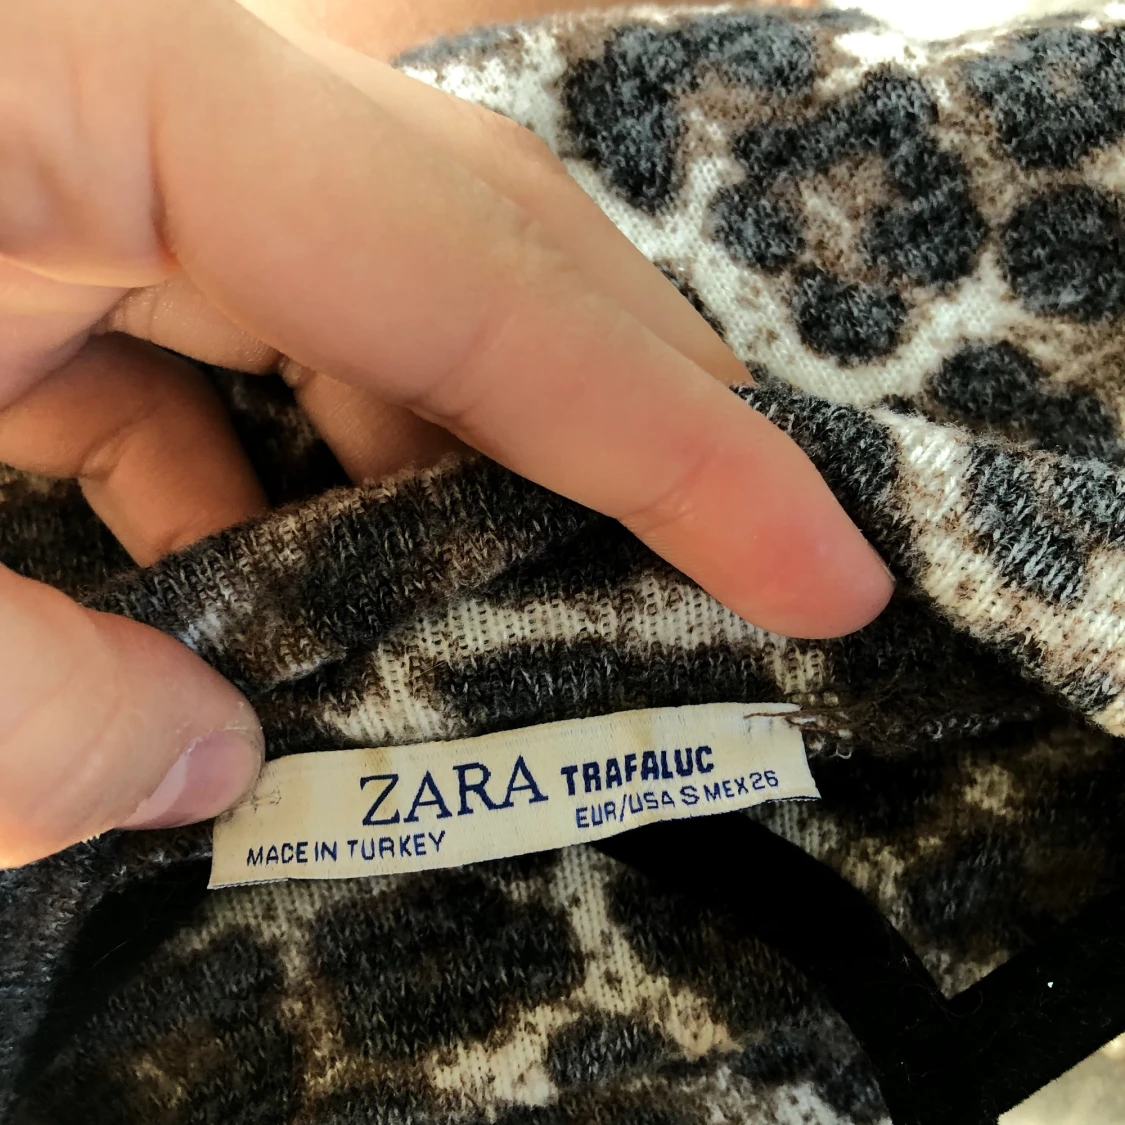 ZARA TRAFALUC
EUR/USA S MEX 26
MADE IN TURKEY